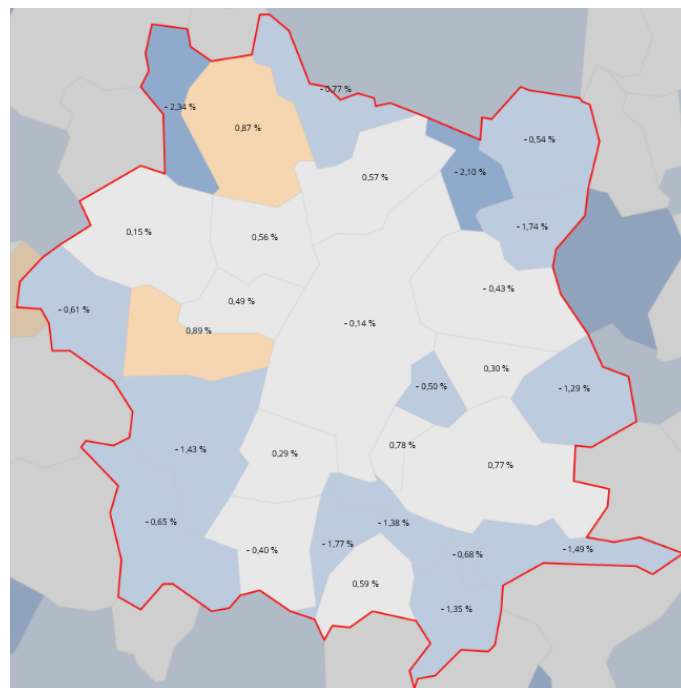 - 0,77 %
- 2,34 %
0,87 %
- 0,54 %
0,57 %
- 2,10 %
- 1,74 %
0,15 %
0,56 %
- 0,43 %
0,49 %
- 0,61 %
- 0,14 %
0,89 %
0,30 %
- 0,50 %
- 1,29 %
0,78 %
- 1,43 %
0,29 %
0,77 %
- 0,65 %
- 1,38 %
- 1,77 %
- 0,40 %
- 1,49 %
- 0,68 %
0,59 %
- 1,35 %